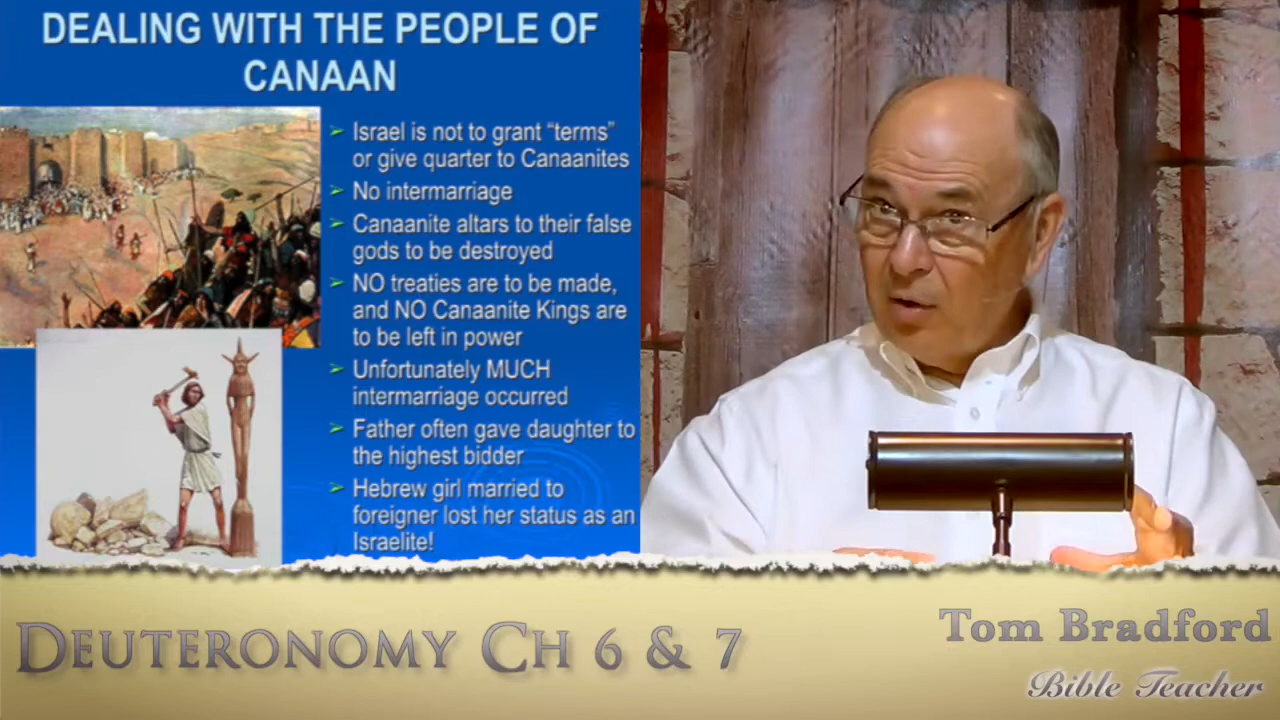 DEALING WITH THE PEOPLE OF
CANAAN
➢ Israel is not to grant “terms”
or give quarter to Canaanites
➢ No intermarriage
➢ Canaanite altars to their false
gods to be destroyed
➢ NO treaties are to be made,
and NO Canaanite Kings are
to be left in power
➢ Unfortunately MUCH
intermarriage occurred
➢ Father often gave daughter to
the highest bidder
➢ Hebrew girl married to
foreigner lost her status as an
Israelite!
DEUTERONOMY CH 6 & 7
Tom Bradford
Bible Teacher